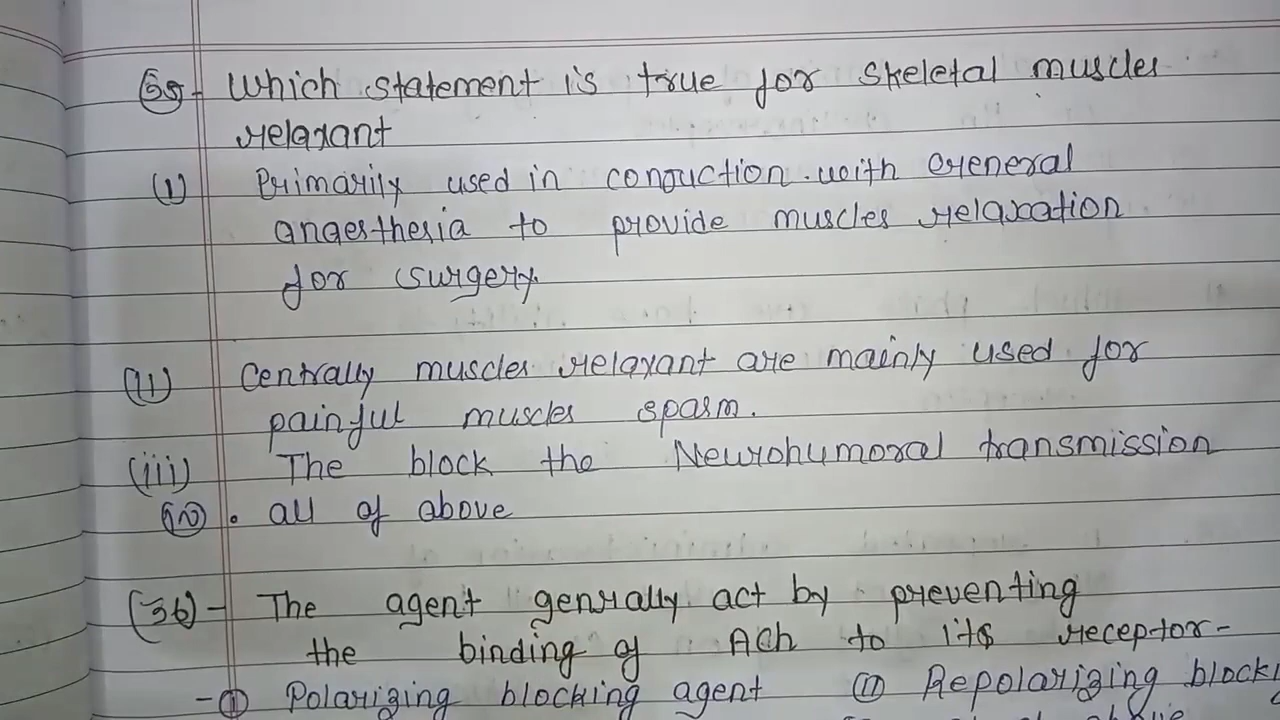 35- Which statement is true for skeletal muscles
relaxant
(i) Primarily used in conduction with General
anaesthesia to provide muscles relaxation
for surgery.
(ii) Centrally muscles relaxant are mainly used for
painful muscles spasm.
(iii) The block the Neurohumoral transmission
(iv). all of above
(36)- The agent genrally act by preventing
the binding of ACh to its receptor-
-(i) Polarizing blocking agent (ii) Repolarizing block